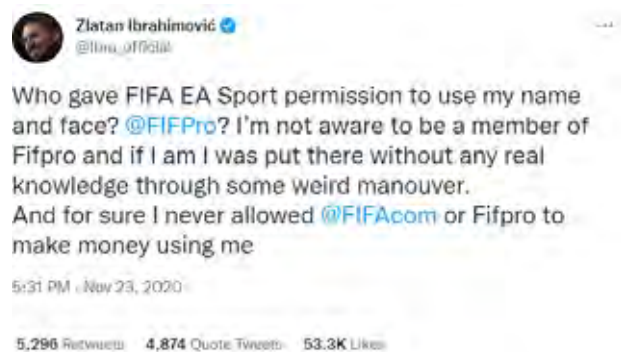 Zlatan Ibrahimović
@Ibra_official
Who gave FIFA EA Sport permission to use my name
and face? @FIFPro? I'm not aware to be a member of
Fifpro and if I am I was put there without any real
knowledge through some weird manouver.
And for sure I never allowed @FIFAcom or Fifpro to
make money using me
5:31 PM · Nov 23, 2020
5,296 Retweets 4,874 Quote Tweets 53.3K Likes